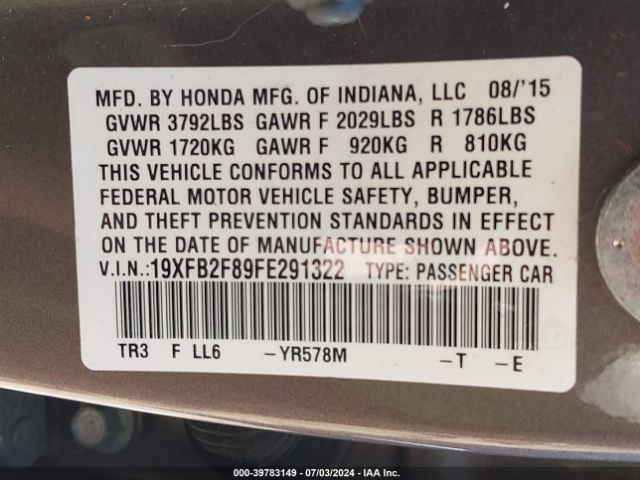 MFD. BY HONDA MFG. OF INDIANA, LLC 08/'15
GVWR 3792LBS GAWR F 2029LBS R 1786LBS
GVWR 1720KG GAWR F 920KG R 810KG
THIS VEHICLE CONFORMS TO ALL APPLICABLE
FEDERAL MOTOR VEHICLE SAFETY, BUMPER,
AND THEFT PREVENTION STANDARDS IN EFFECT
ON THE DATE OF MANUFACTURE SHOWN ABOVE.
V.I.N.:19XFB2F89FE291322 TYPE: PASSENGER CAR
TR3 F LL6 -YR578M -T -E
000-39783149 - 07/03/2024 - IAA Inc.